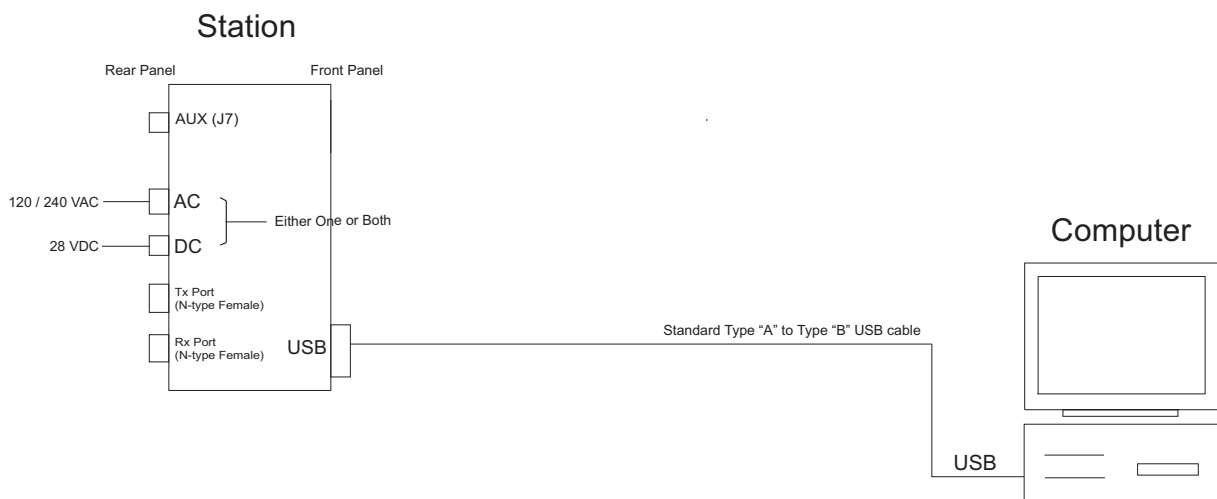 Station
Rear Panel
Front Panel
AUX (J7)
120 / 240 VAC
AC
Either One or Both
28 VDC
DC
Computer
Tx Port
(N-type Female)
Rx Port
(N-type Female)
USB
Standard Type “A” to Type “B” USB cable
USB